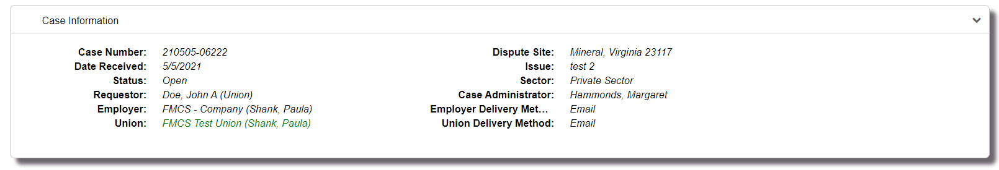 Case Information
Case Number: 210505-06222
Date Received: 5/5/2021
Status: Open
Requestor: Doe, John A (Union)
Employer: FMCS - Company (Shank, Paula)
Union: FMCS Test Union (Shank, Paula)
Dispute Site: Mineral, Virginia 23117
Issue: test 2
Sector: Private Sector
Case Administrator: Hammonds, Margaret
Employer Delivery Met... Email
Union Delivery Method: Email